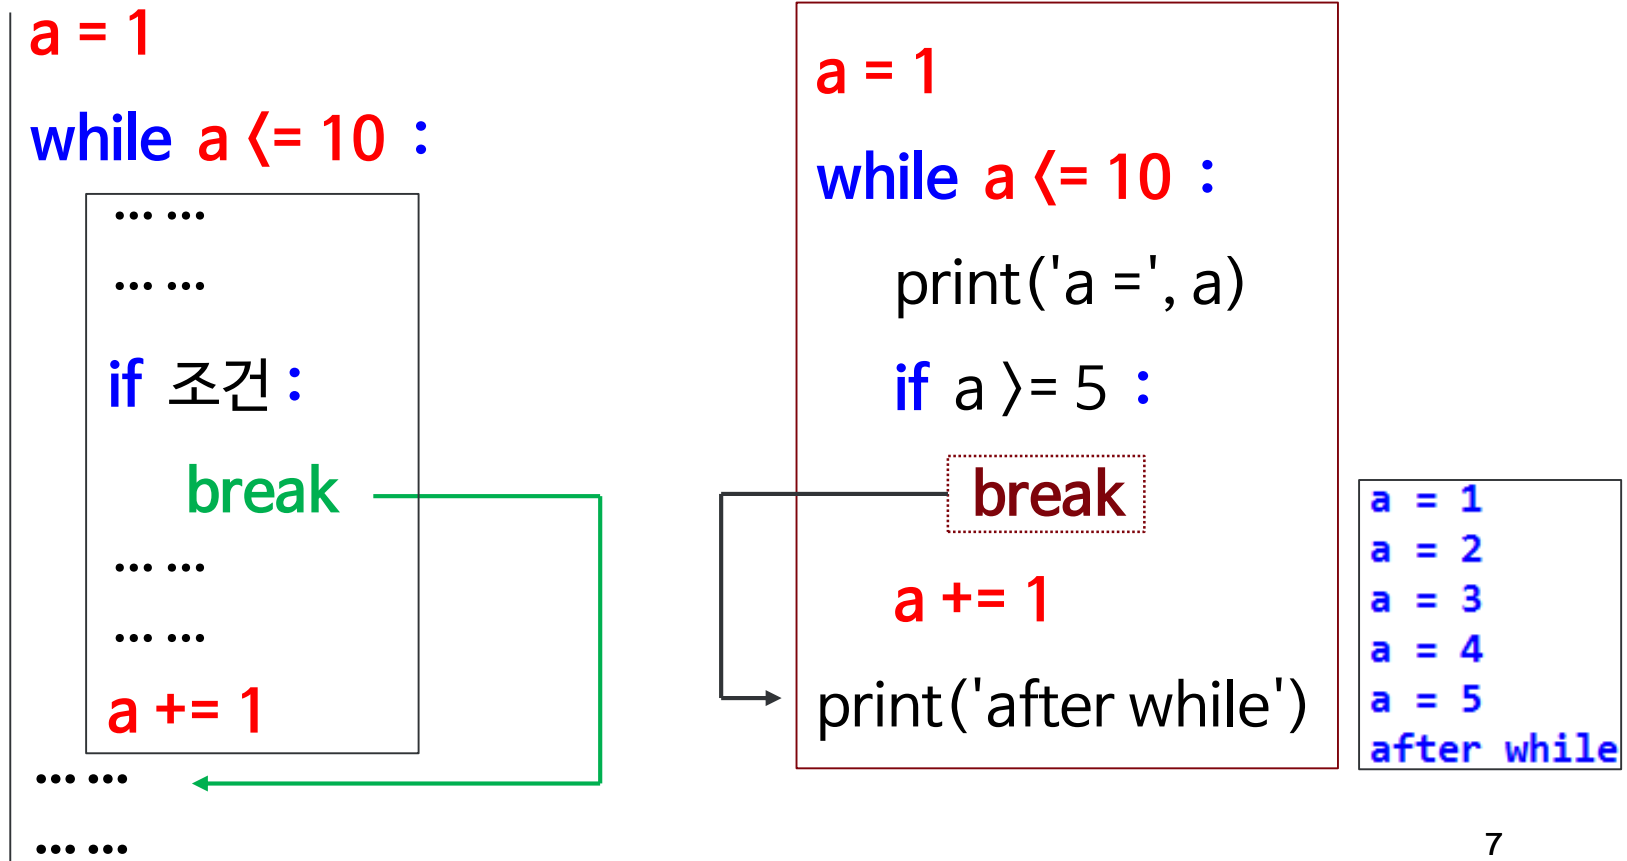 a = 1
while a <= 10 :
... ...
... ...
if 조건 :
break
... ...
... ...
a += 1
... ...
... ...
a = 1
while a <= 10 :
print('a =', a)
if a >= 5 :
break
a += 1
print('after while')
a = 1
a = 2
a = 3
a = 4
a = 5
after while
7